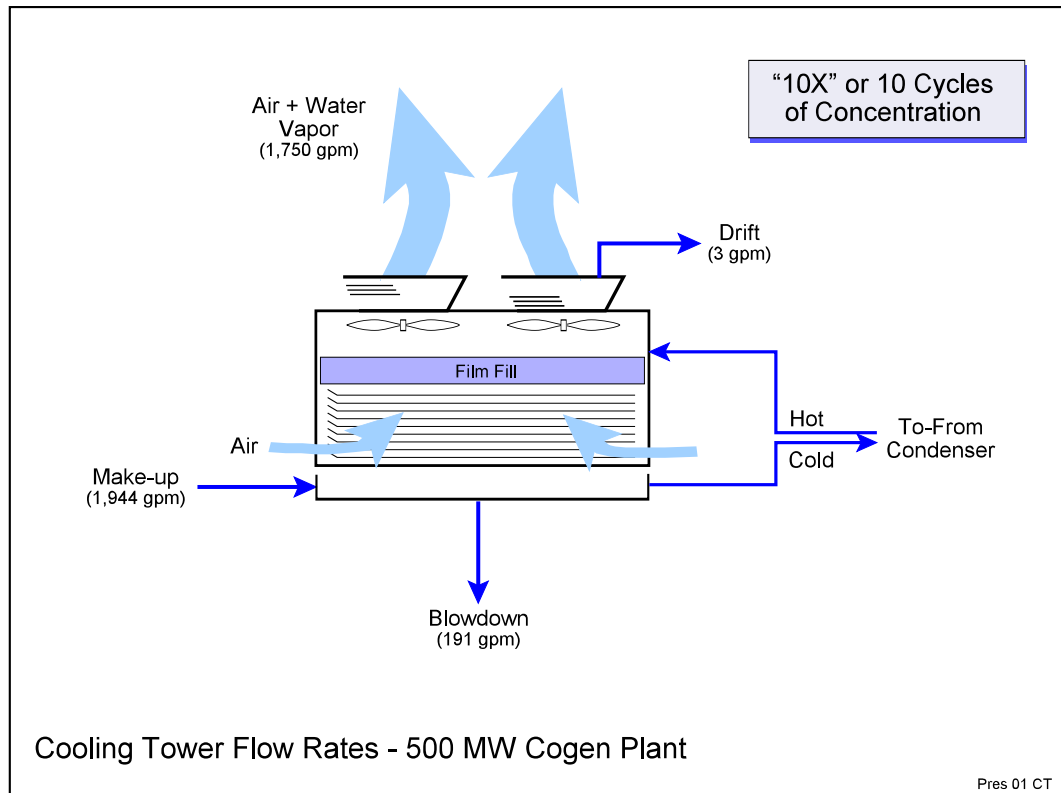 “10X” or 10 Cycles
of Concentration
Air + Water
Vapor
(1,750 gpm)
Drift
(3 gpm)
Film Fill
Air
Hot
Cold
To-From
Condenser
Make-up
(1,944 gpm)
Blowdown
(191 gpm)
Cooling Tower Flow Rates - 500 MW Cogen Plant
Pres 01 CT